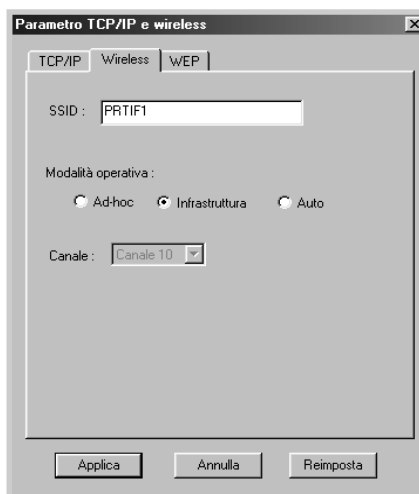 Parametro TCP/IP e wireless
TCP/IP Wireless WEP
SSID : PRTIF1
Modalità operativa :
Ad-hoc Infrastruttura Auto
Canale : Canale 10
Applica Annulla Reimposta